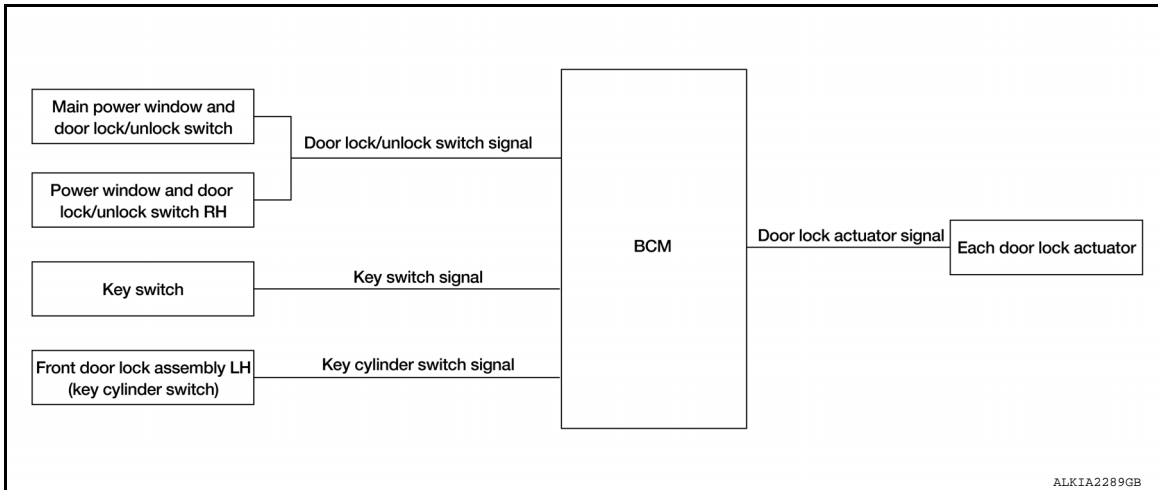 Main power window and
door lock/unlock switch
Door lock/unlock switch signal
Power window and door
lock/unlock switch RH
BCM
Door lock actuator signal
Each door lock actuator
Key switch
Key switch signal
Front door lock assembly LH
(key cylinder switch)
Key cylinder switch signal
ALKIA2289GB